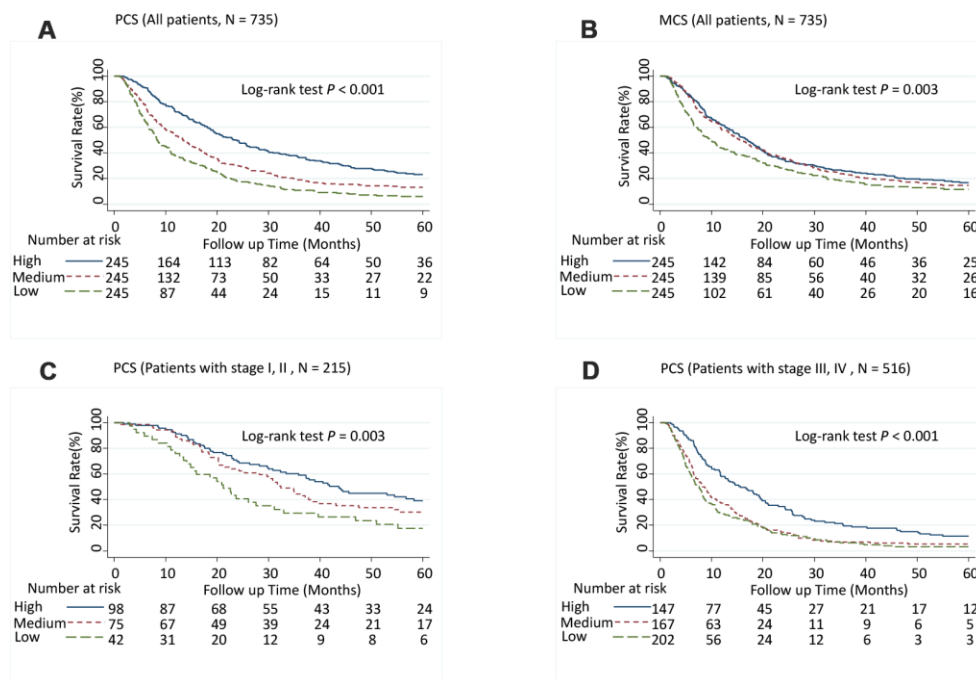 A PCS (All patients, N = 735)
Survival Rate(%)
100
80
60
40
20
0
Log-rank test P < 0.001
0 10 20 30 40 50 60
Number at risk Follow up Time (Months)
High 245 164 113 82 64 50 36
Medium 245 132 73 50 33 27 22
Low 245 87 44 24 15 11 9
B MCS (All patients, N = 735)
Survival Rate(%)
100
80
60
40
20
0
Log-rank test P = 0.003
0 10 20 30 40 50 60
Number at risk Follow up Time (Months)
High 245 142 84 60 46 36 25
Medium 245 139 85 56 40 32 26
Low 245 102 61 40 26 20 16
C PCS (Patients with stage I, II , N = 215)
Survival Rate(%)
100
80
60
40
20
0
Log-rank test P = 0.003
0 10 20 30 40 50 60
Number at risk Follow up Time (Months)
High 98 87 68 55 43 33 24
Medium 75 67 49 39 24 21 17
Low 42 31 20 12 9 8 6
D PCS (Patients with stage III, IV , N = 516)
Survival Rate(%)
100
80
60
40
20
0
Log-rank test P < 0.001
0 10 20 30 40 50 60
Number at risk Follow up Time (Months)
High 147 77 45 27 21 17 12
Medium 167 63 24 11 9 6 5
Low 202 56 24 12 6 3 3